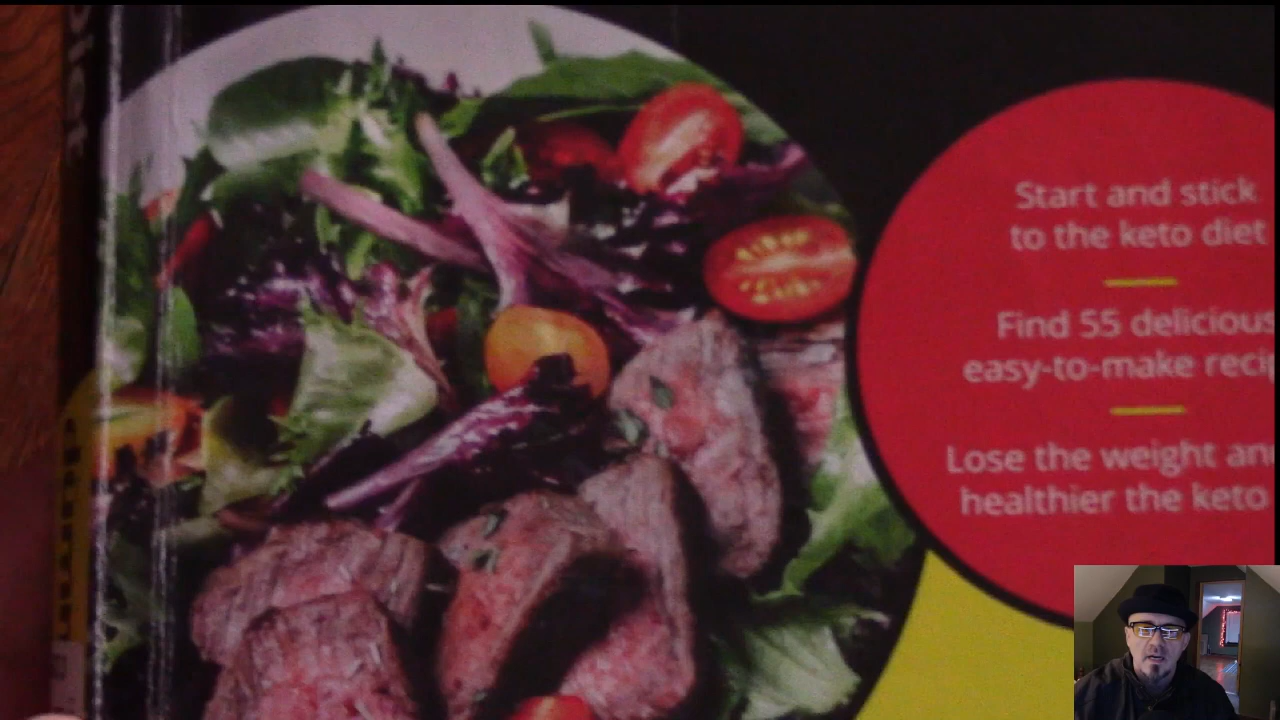 Start and stick
to the keto diet
Find 55 delicious
easy-to-make
Lose the weight
healthier the keto